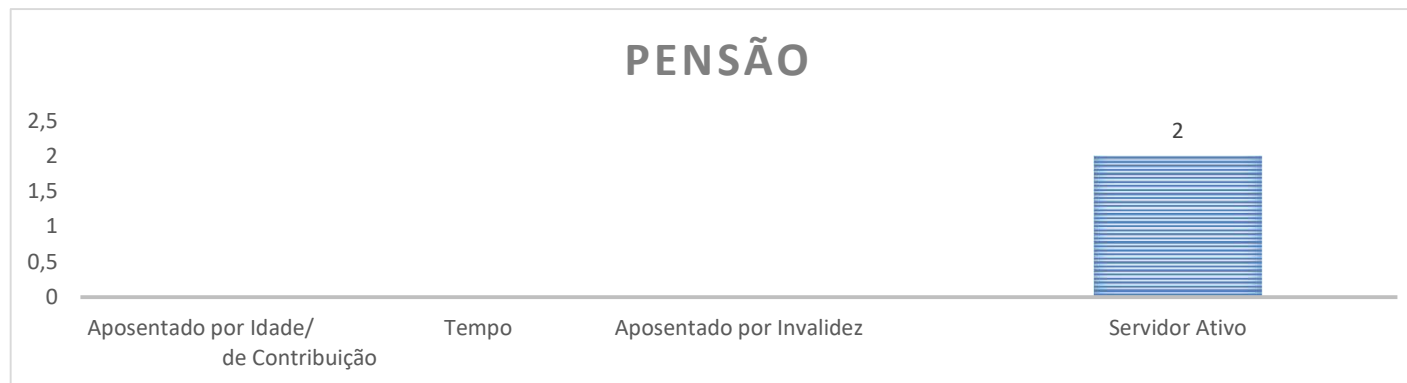 PENSÃO
2,5
2
1,5
1
0,5
0
2
Aposentado por Idade/ Tempo
de Contribuição
Aposentado por Invalidez
Servidor Ativo